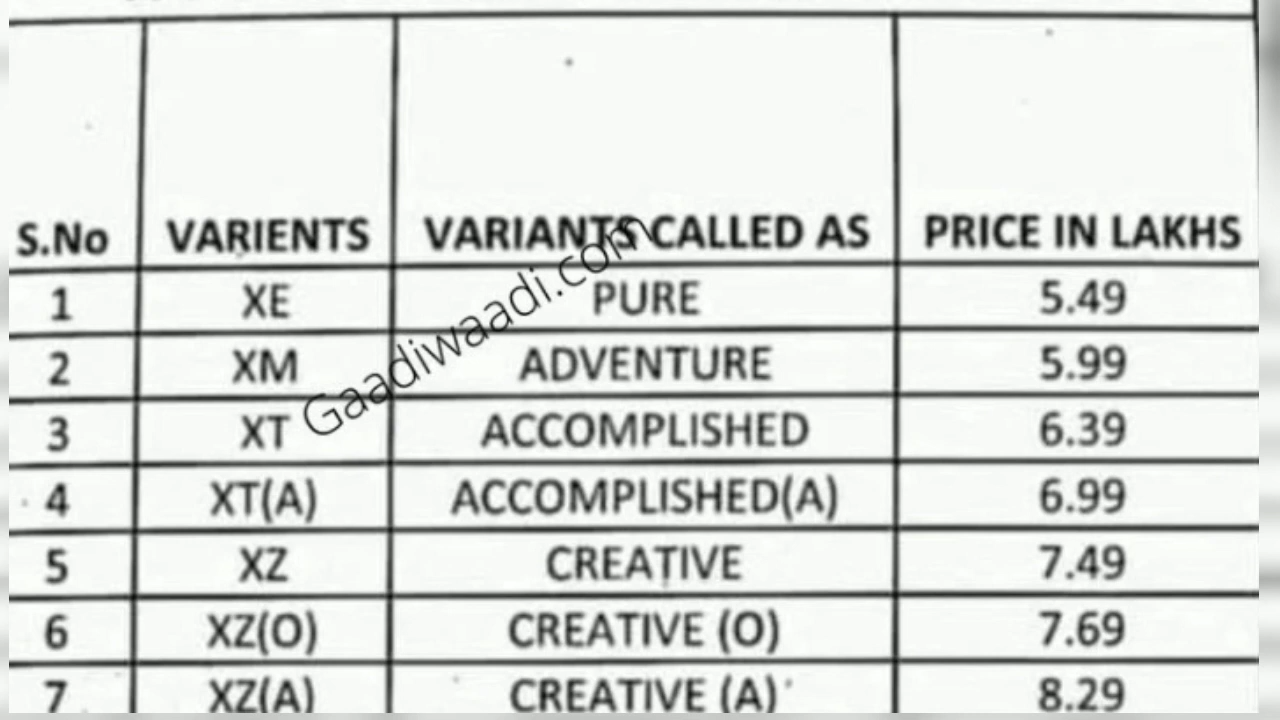 S.No VARIENTS VARIANTS CALLED AS PRICE IN LAKHS
1 XE PURE 5.49
2 XM ADVENTURE 5.99
3 XT ACCOMPLISHED 6.39
4 XT(A) ACCOMPLISHED(A) 6.99
5 XZ CREATIVE 7.49
6 XZ(O) CREATIVE (O) 7.69
7 XZ(A) CREATIVE (A) 8.29
Gaadiwaadi.com